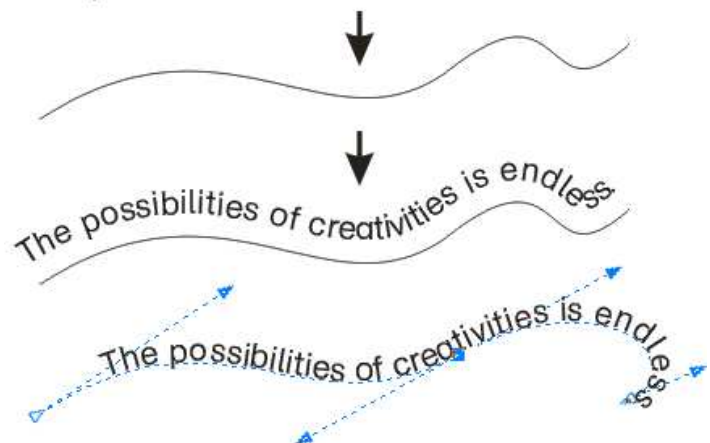 The possibilities of creativities is endless.
The possibilities of creativities is endless